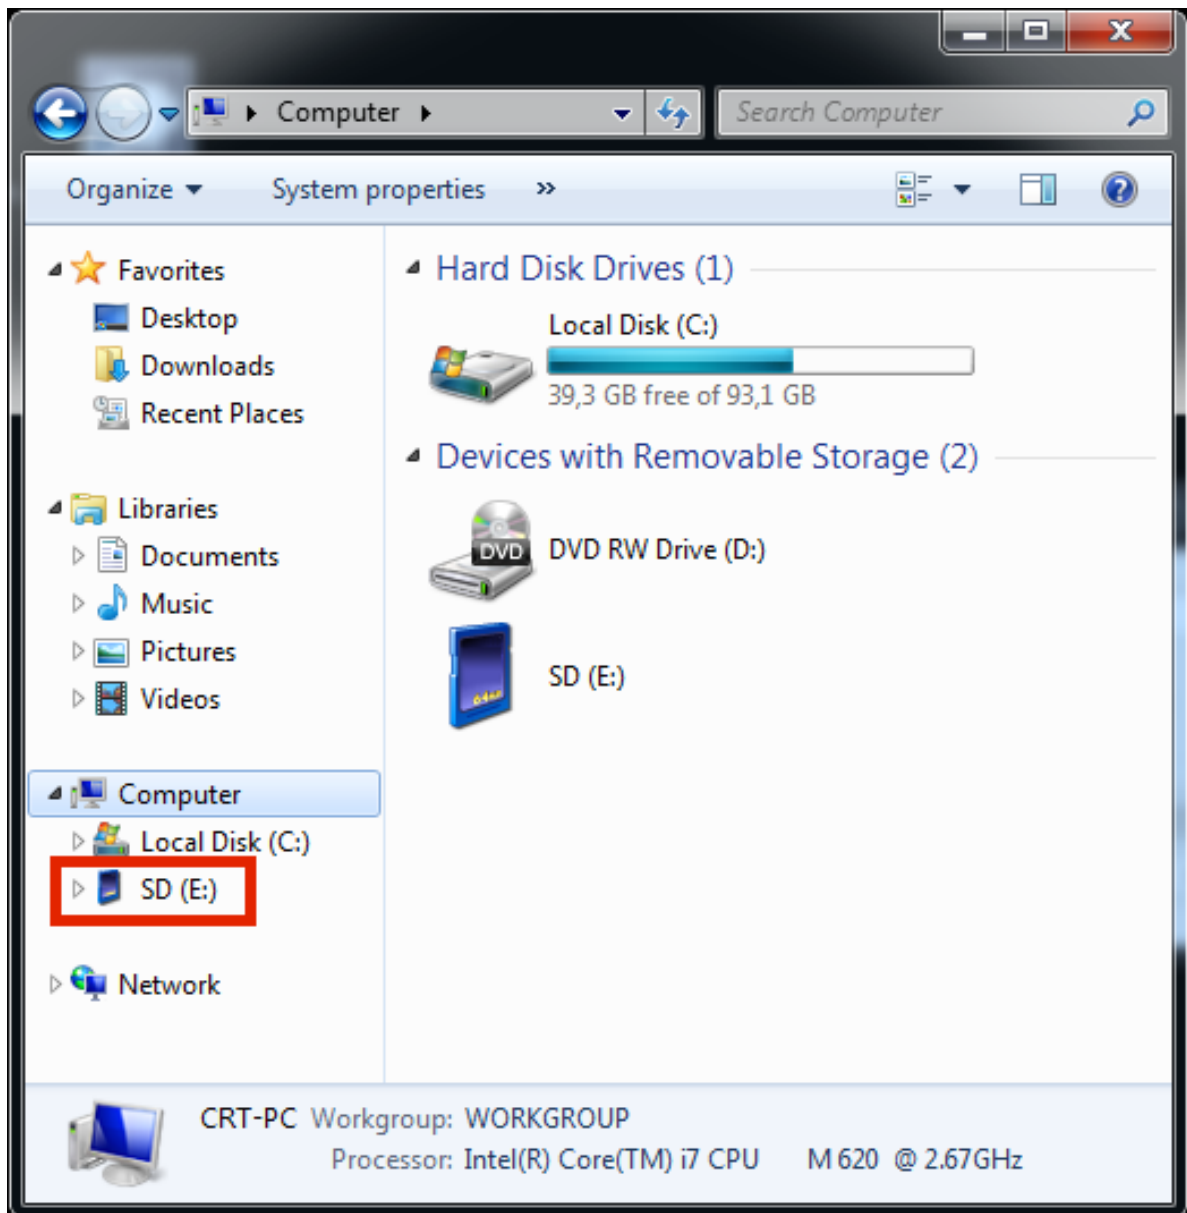 Computer
Search Computer
Organize
System properties
»
Favorites
Desktop
Downloads
Recent Places
Libraries
Documents
Music
Pictures
Videos
Computer
Local Disk (C:)
SD (E:)
Network
Hard Disk Drives (1)
Local Disk (C:)
39,3 GB free of 93,1 GB
Devices with Removable Storage (2)
DVD
DVD RW Drive (D:)
SD (E:)
CRT-PC Workgroup: WORKGROUP
Processor: Intel(R) Core(TM) i7 CPU M 620 @ 2.67GHz